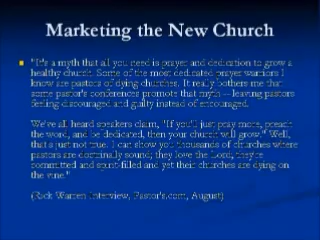 Marketing the New Church
"It's a myth that all you need is prayer and dedication to grow a
healthy church. Some of the most dedicated prayer warriors I
know are pastors of dying churches. It really bothers me that
some pastor's conferences promote that myth -- leaving pastors
feeling discouraged and guilty instead of encouraged.
We've all heard speakers claim, "If you'll just pray more, preach
the word, and be dedicated, then your church will grow." Well,
that's just not true. I can show you thousands of churches where
pastors are doctrinally sound; they love the Lord; they're
committed and spirit-filled and yet their churches are dying on
the vine."
(Rick Warren Interview, Pastor's.com, August)